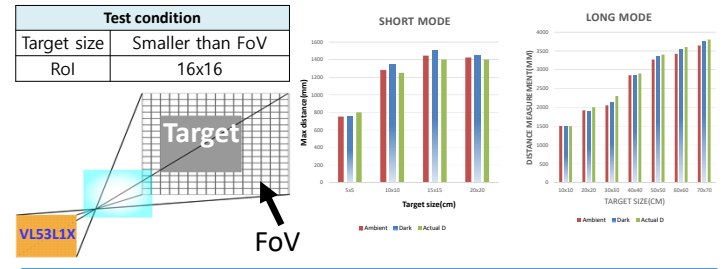 Test condition
Target size Smaller than FoV
RoI 16x16
Target
VL53L1X
FoV
SHORT MODE
Max distance(mm)
1600
1400
1200
1000
800
600
400
200
0
5x5 10x10 15x15 20x20
Target size(cm)
Ambient Dark Actual D
LONG MODE
DISTANCE MEASUREMENT(MM)
4000
3500
3000
2500
2000
1500
1000
500
0
10x10 20x20 30x30 40x40 50x50 60x60 70x70
TARGET SIZE(CM)
Ambient Dark Actual D